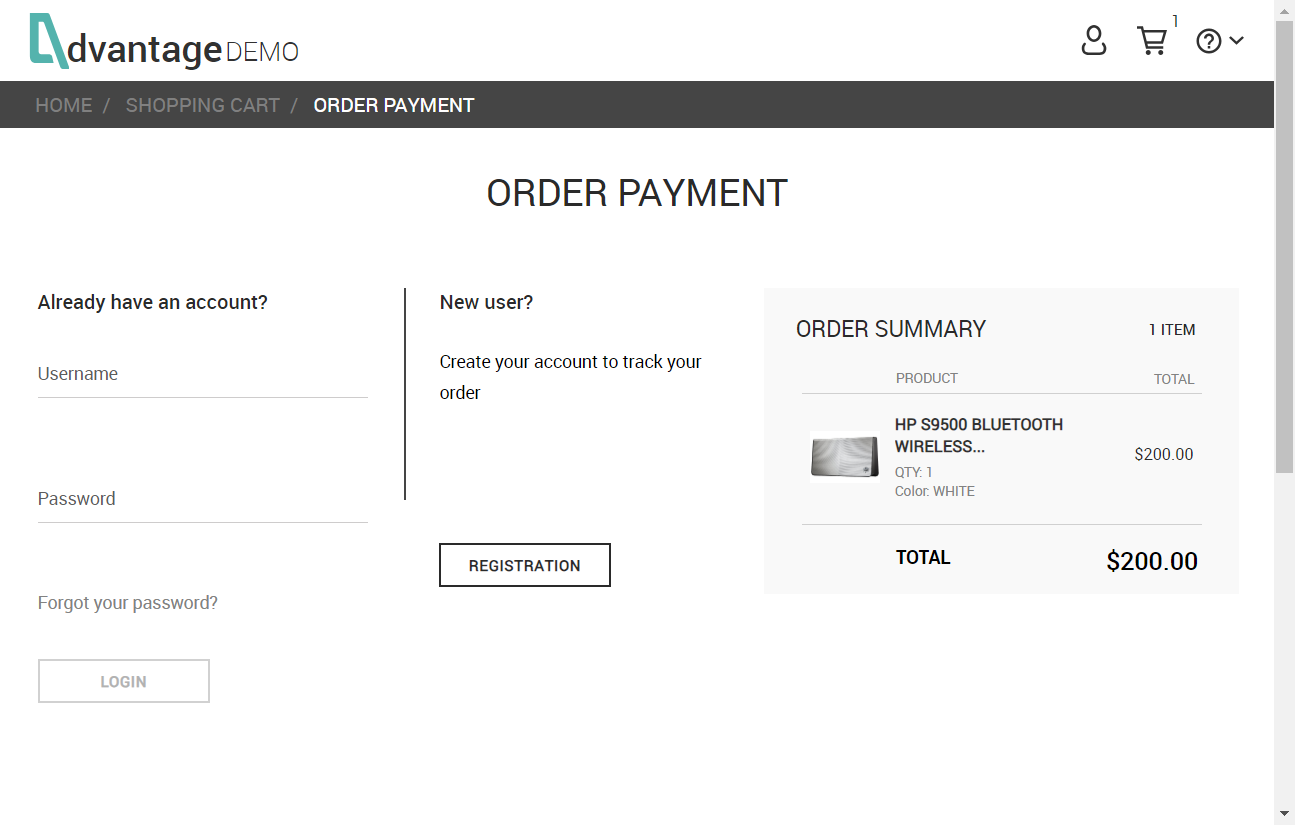 dvantage DEMO
1
HOME / SHOPPING CART / ORDER PAYMENT
ORDER PAYMENT
Already have an account?
Username
Password
Forgot your password?
LOGIN
New user?
Create your account to track your
order
REGISTRATION
ORDER SUMMARY 1 ITEM
PRODUCT TOTAL
HP S9500 BLUETOOTH
WIRELESS...
$200.00
QTY: 1
Color: WHITE
TOTAL $200.00